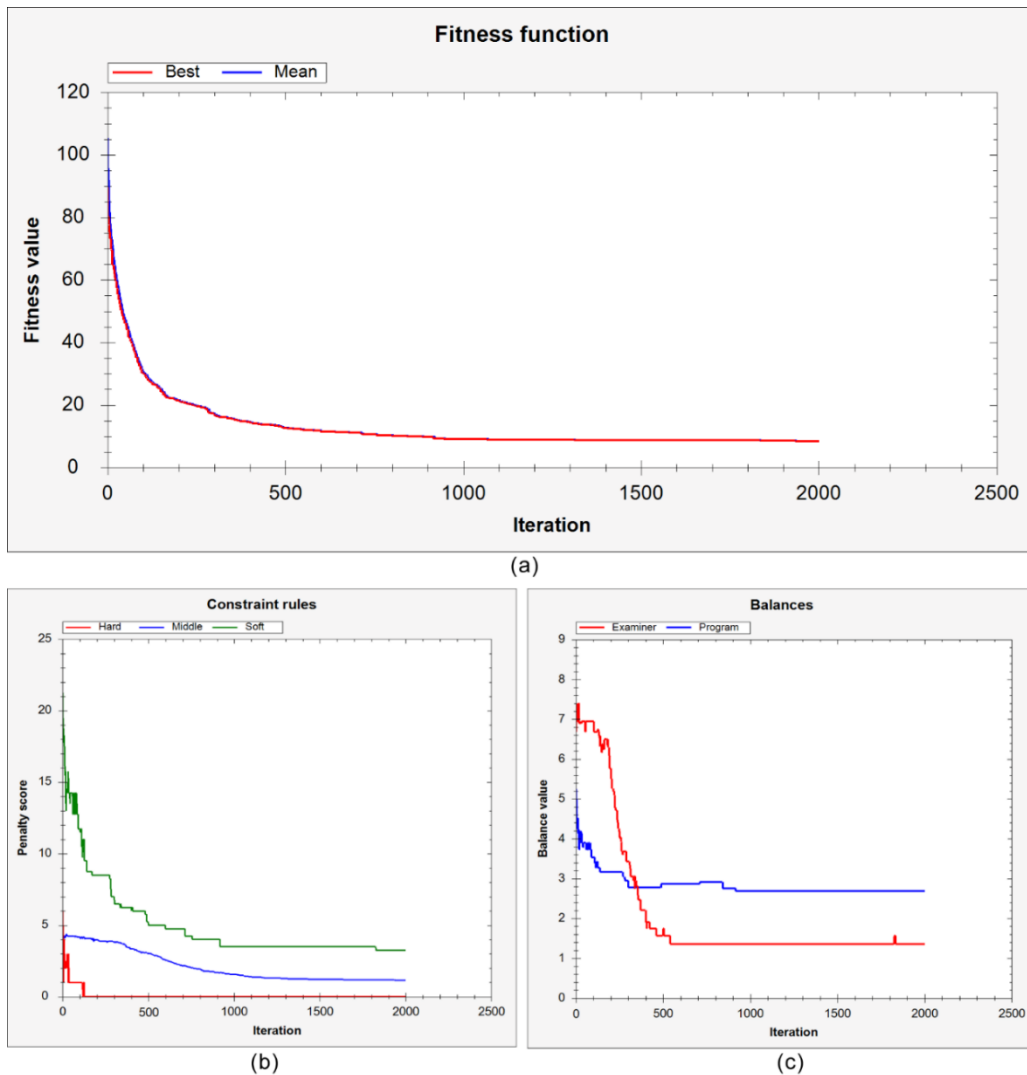 Fitness function
Best Mean
120
100
80
60
40
20
0
Fitness value
0 500 1000 1500 2000 2500
Iteration
(a)
Constraint rules
Hard Middle Soft
25
20
15
10
5
0
Penalty score
0 500 1000 1500 2000 2500
Iteration
(b)
Balances
Examiner Program
9
8
7
6
5
4
3
2
1
0
Balance value
0 500 1000 1500 2000 2500
Iteration
(c)